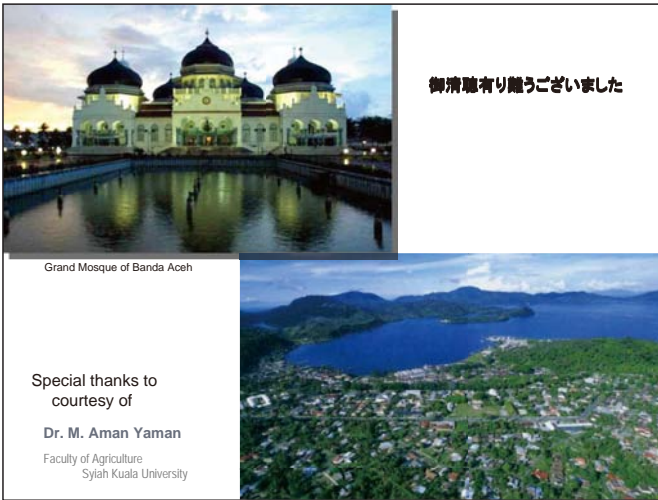 御清聴有り難うございました
Grand Mosque of Banda Aceh
Special thanks to
courtesy of
Dr. M. Aman Yaman
Faculty of Agriculture
Syiah Kuala University